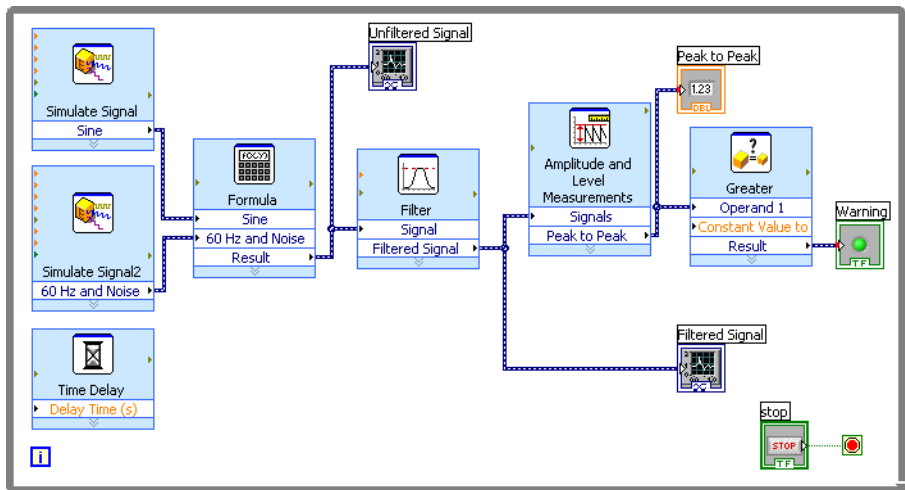 Unfiltered Signal
Simulate Signal
Sine
Peak to Peak
1.23
DBL
f(x,y)
Formula
Sine
60 Hz and Noise
Result
Filter
Signal
Filtered Signal
Amplitude and
Level
Measurements
Signals
Peak to Peak
?
=
Greater
Operand 1
Constant Value to
Result
Warning
TF
Simulate Signal2
60 Hz and Noise
Time Delay
Delay Time (s)
Filtered Signal
i
stop
STOP
TF